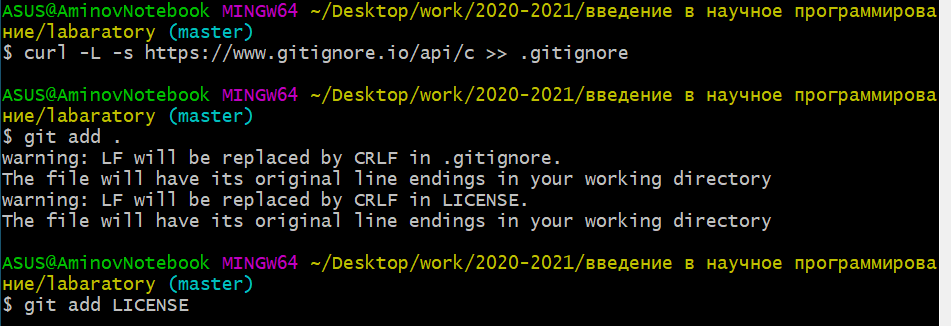 ASUS@AminovNotebook MINGW64 ~/Desktop/work/2020-2021/введение в научное программирова
ние/labaratory (master)
$ curl -L -s https://www.gitignore.io/api/c >> .gitignore
ASUS@AminovNotebook MINGW64 ~/Desktop/work/2020-2021/введение в научное программирова
ние/labaratory (master)
$ git add .
warning: LF will be replaced by CRLF in .gitignore.
The file will have its original line endings in your working directory
warning: LF will be replaced by CRLF in LICENSE.
The file will have its original line endings in your working directory
ASUS@AminovNotebook MINGW64 ~/Desktop/work/2020-2021/введение в научное программирова
ние/labaratory (master)
$ git add LICENSE